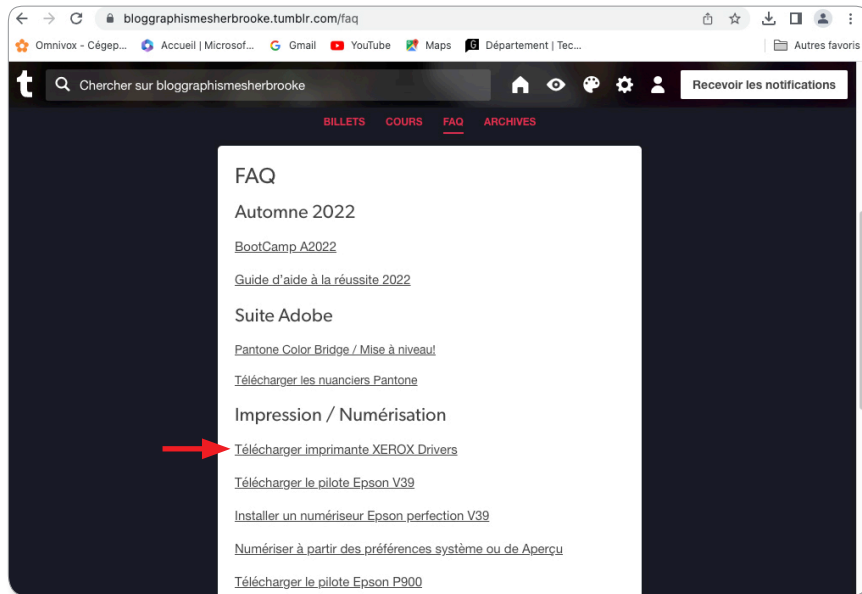 bloggraphismesherbrooke.tumblr.com/faq
Omnivox - Cégep... Accueil | Microsof... Gmail YouTube Maps Département | Tec... Autres favoris
t Chercher sur bloggraphismesherbrooke Recevoir les notifications
BILLETS COURS FAQ ARCHIVES
FAQ
Automne 2022
BootCamp A2022
Guide d'aide à la réussite 2022
Suite Adobe
Pantone Color Bridge / Mise à niveau!
Télécharger les nuanciers Pantone
Impression / Numérisation
Télécharger imprimante XEROX Drivers
Télécharger le pilote Epson V39
Installer un numériseur Epson perfection V39
Numériser à partir des préférences système ou de Aperçu
Télécharger le pilote Epson P900